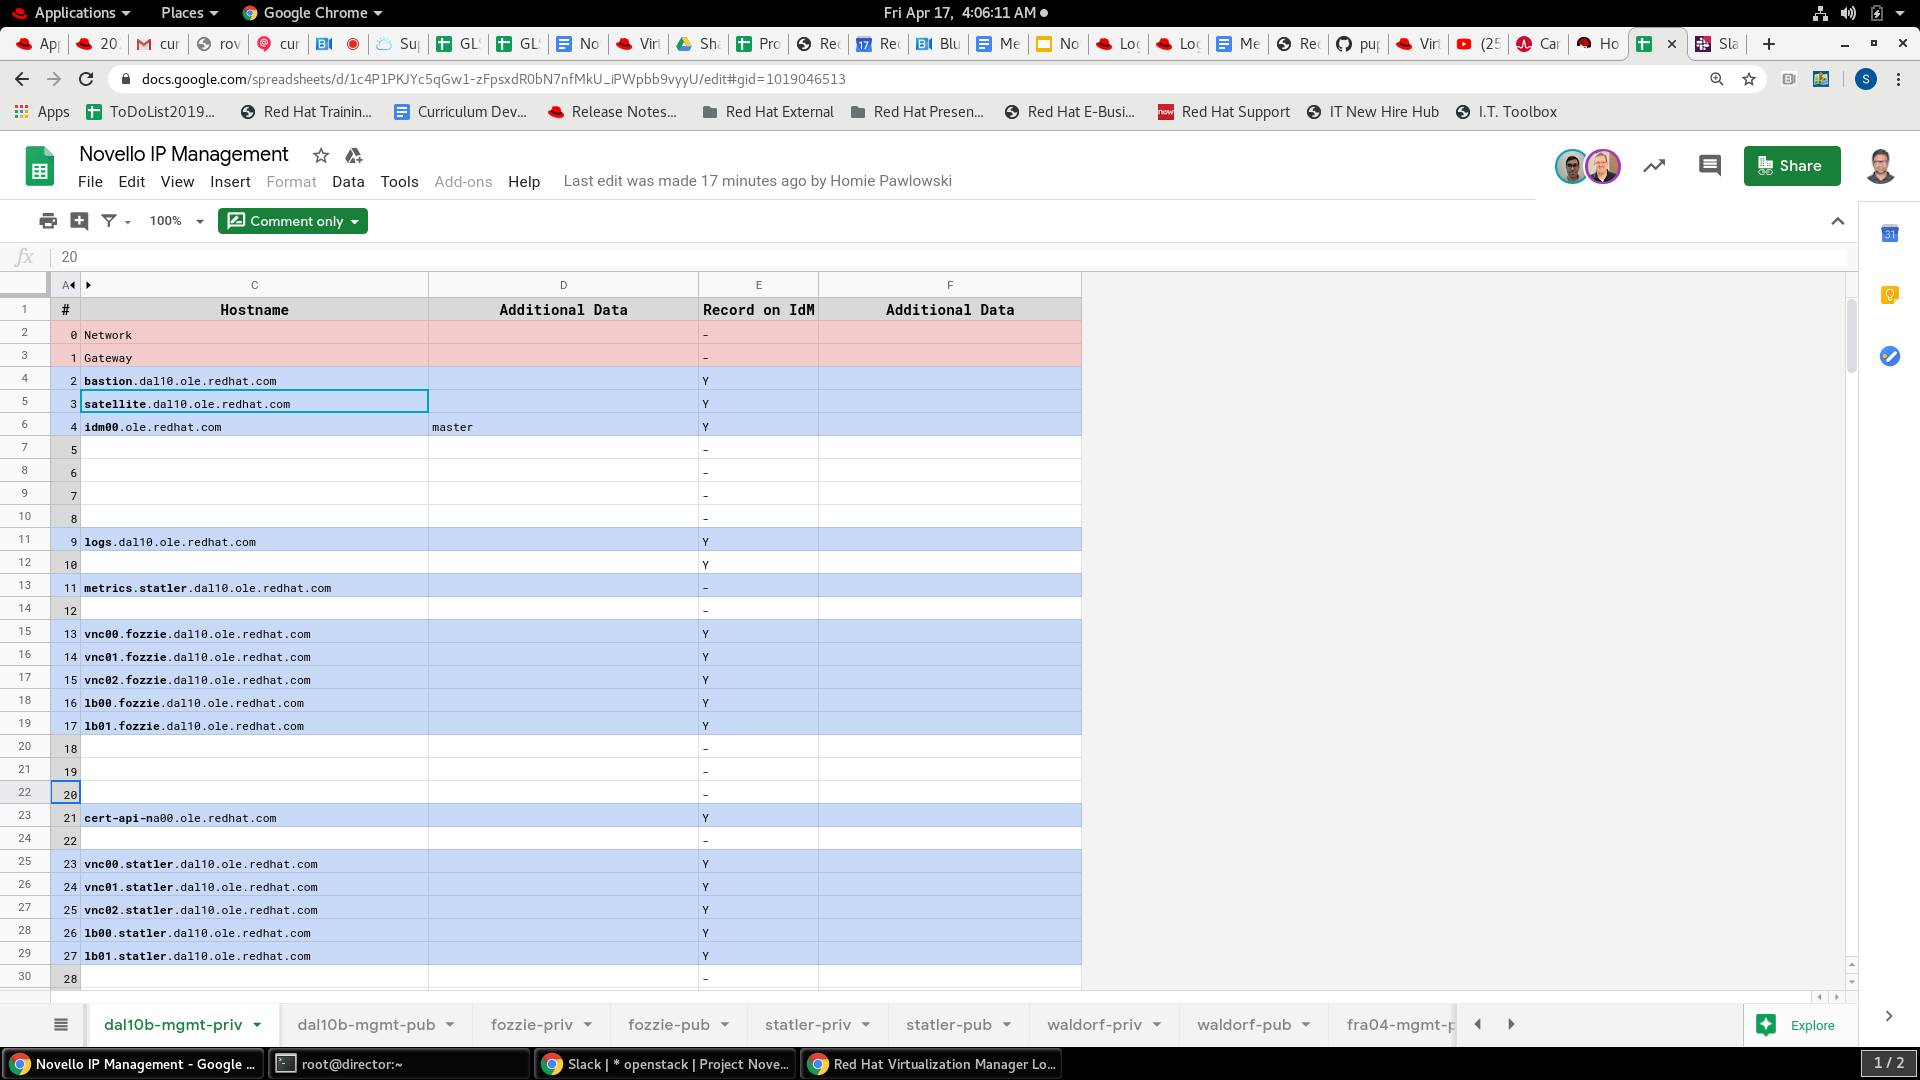 Applications Places Google Chrome Fri Apr 17, 4:06:11 AM
Ap 20 cur rov cur Su GL GL No Virt Sh Pro Re 17 Re Blu Me No Log Log Me Re pu Virt (25 Car Ho Sla
docs.google.com/spreadsheets/d/1c4P1PKJYc5qGw1-zFpsxdR0bN7nfMkU_iPWpbb9vyyU/edit#gid=1019046513 S
Apps ToDoList2019... Red Hat Trainin... Curriculum Dev... Release Notes... Red Hat External Red Hat Presen... Red Hat E-Busi... now Red Hat Support IT New Hire Hub I.T. Toolbox
Novello IP Management
File Edit View Insert Format Data Tools Add-ons Help Last edit was made 17 minutes ago by Homie Pawlowski Share
100% Comment only
fx 20
A C D E F
1 # Hostname Additional Data Record on IdM Additional Data
2 0 Network -
3 1 Gateway -
4 2 bastion.dal10.ole.redhat.com Y
5 3 satellite.dal10.ole.redhat.com Y
6 4 idm00.ole.redhat.com master Y
7 5 -
8 6 -
9 7 -
10 8 -
11 9 logs.dal10.ole.redhat.com Y
12 10 Y
13 11 metrics.statler.dal10.ole.redhat.com -
14 12 -
15 13 vnc00.fozzie.dal10.ole.redhat.com Y
16 14 vnc01.fozzie.dal10.ole.redhat.com Y
17 15 vnc02.fozzie.dal10.ole.redhat.com Y
18 16 lb00.fozzie.dal10.ole.redhat.com Y
19 17 lb01.fozzie.dal10.ole.redhat.com Y
20 18 -
21 19 -
22 20 -
23 21 cert-api-na00.ole.redhat.com Y
24 22 -
25 23 vnc00.statler.dal10.ole.redhat.com Y
26 24 vnc01.statler.dal10.ole.redhat.com Y
27 25 vnc02.statler.dal10.ole.redhat.com Y
28 26 lb00.statler.dal10.ole.redhat.com Y
29 27 lb01.statler.dal10.ole.redhat.com Y
30 28 -
dal10b-mgmt-priv dal10b-mgmt-pub fozzie-priv fozzie-pub statler-priv statler-pub waldorf-priv waldorf-pub fra04-mgmt-p Explore
Novello IP Management - Google ... root@director:~ Slack | * openstack | Project Nove... Red Hat Virtualization Manager Lo... 1 / 2